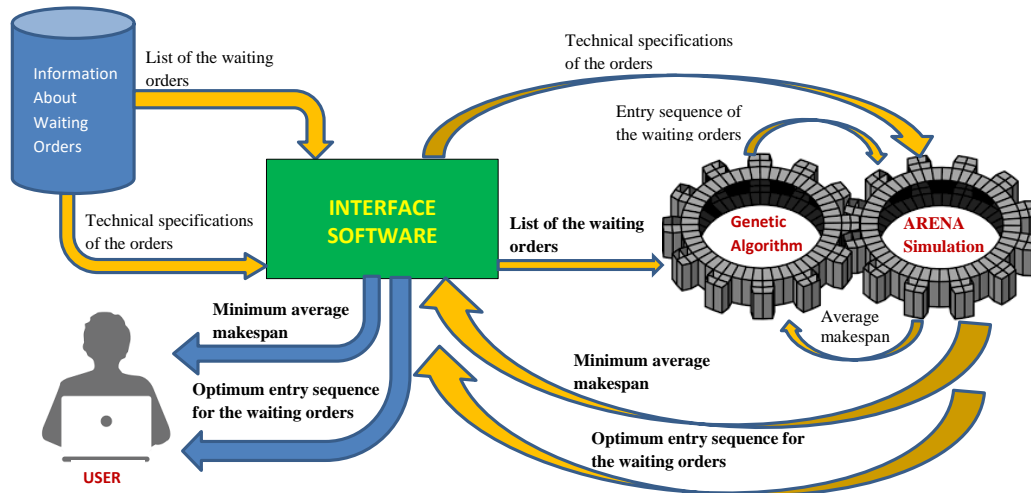 Information
About
Waiting
Orders
List of the waiting
orders
Technical specifications
of the orders
Entry sequence of
the waiting orders
INTERFACE
SOFTWARE
Technical specifications
of the orders
List of the waiting
orders
Genetic
Algorithm
ARENA
Simulation
Average
makespan
Minimum average
makespan
Optimum entry sequence
for the waiting orders
Minimum average
makespan
Optimum entry sequence for
the waiting orders
USER